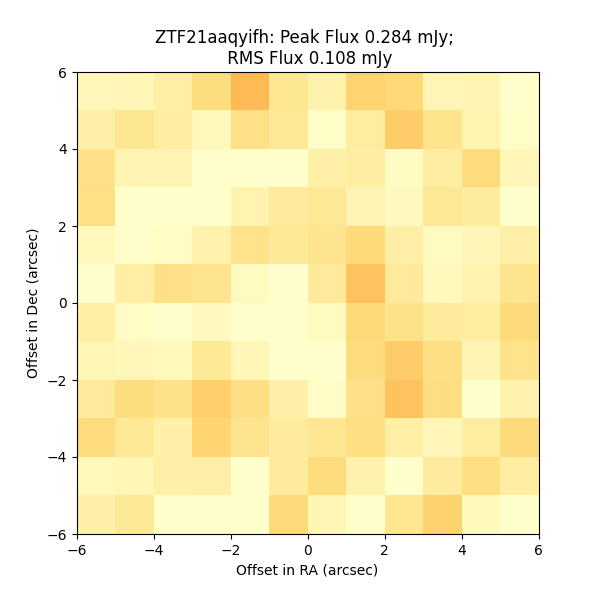 ZTF21aaqyifh: Peak Flux 0.284 mJy;
RMS Flux 0.108 mJy
6
4
2
0
−2
−4
−6
Offset in Dec (arcsec)
−6 −4 −2 0 2 4 6
Offset in RA (arcsec)